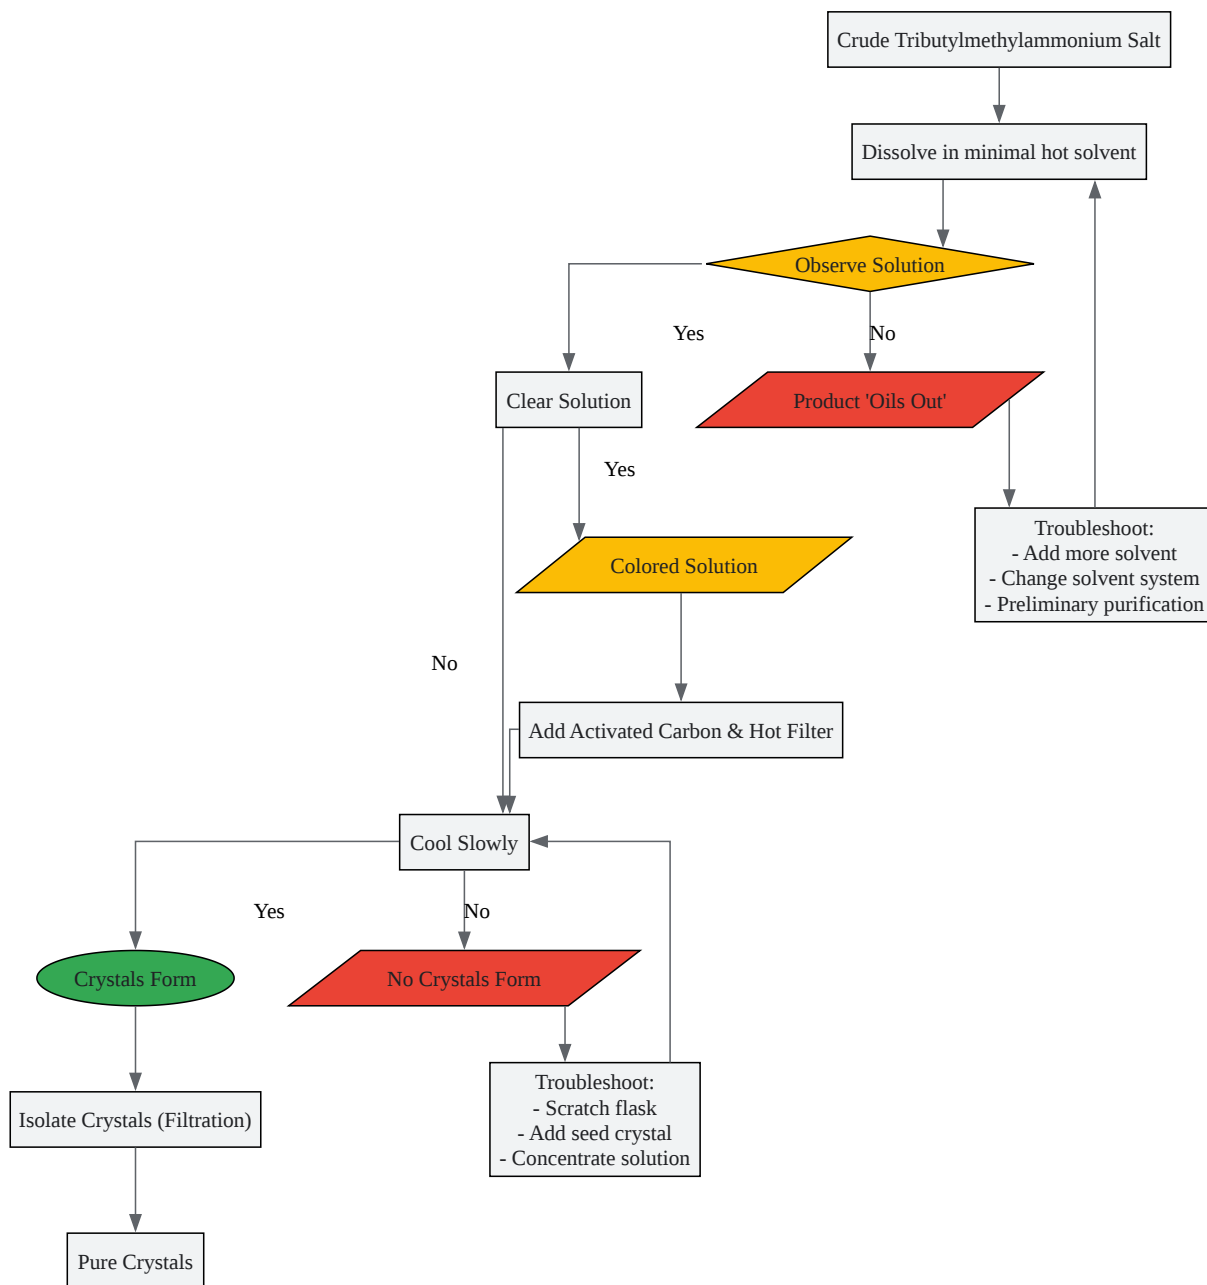 Crude Tributylmethylammonium Salt
Dissolve in minimal hot solvent
Observe Solution
Yes
No
Clear Solution
Product 'Oils Out'
Yes
Troubleshoot:
- Add more solvent
- Change solvent system
- Preliminary purification
Colored Solution
No
Add Activated Carbon & Hot Filter
Cool Slowly
Yes
No
Crystals Form
No Crystals Form
Troubleshoot:
- Scratch flask
- Add seed crystal
- Concentrate solution
Isolate Crystals (Filtration)
Pure Crystals